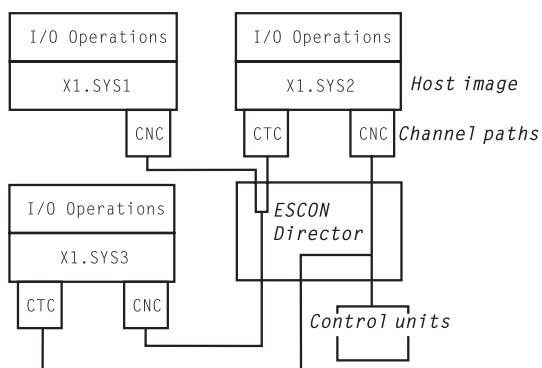 I/O Operations
I/O Operations
X1.SYS1
X1.SYS2
Host image
CNC
CTC
CNC
Channel paths
I/O Operations
ESCON
Director
X1.SYS3
CTC
CNC
Control units